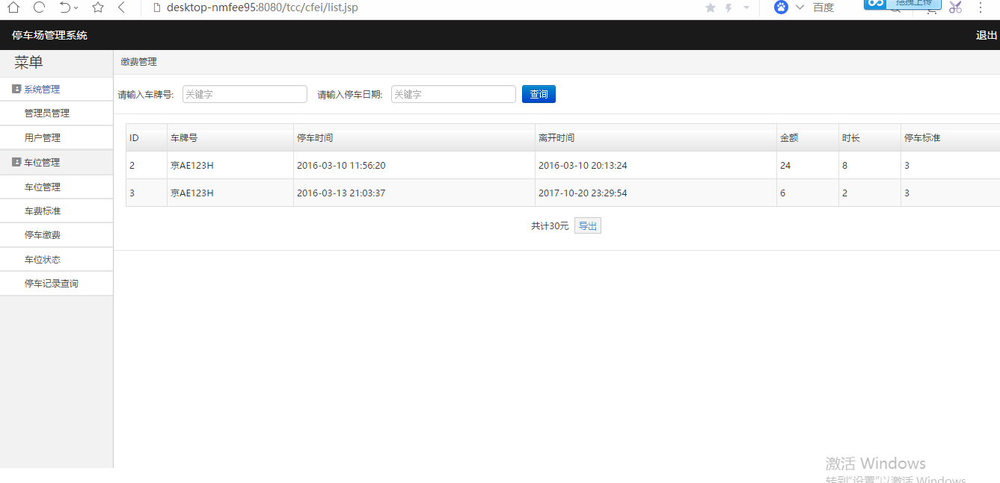 desktop-nmfee95:8080/tcc/cfei/list.jsp
百度
拖拽上传
停车场管理系统
退出
菜单
缴费管理
系统管理
管理员管理
用户管理
车位管理
车位管理
车费标准
停车缴费
车位状态
停车记录查询
请输入车牌号: 关键字 请输入停车日期: 关键字 查询
ID 车牌号 停车时间 离开时间 金额 时长 停车标准
2 京AE123H 2016-03-10 11:56:20 2016-03-10 20:13:24 24 8 3
3 京AE123H 2016-03-13 21:03:37 2017-10-20 23:29:54 6 2 3
共计30元 导出
激活 Windows
转到"设置"以激活 Windows